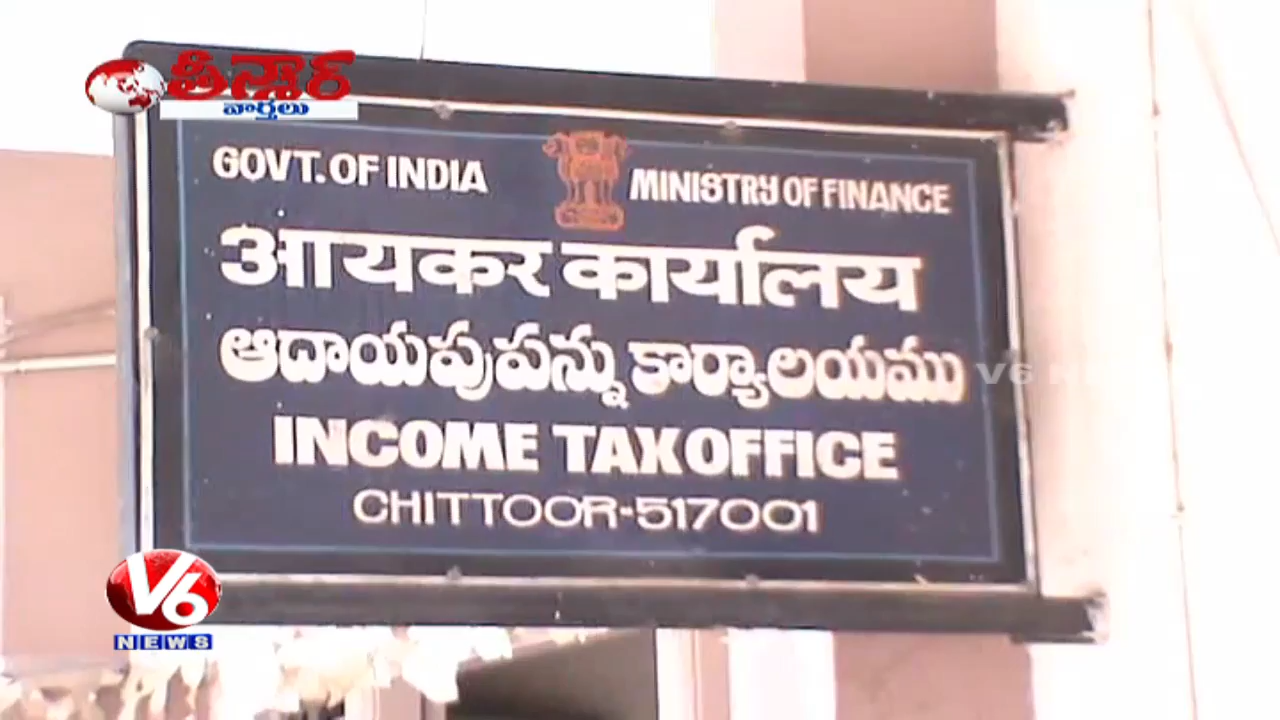 తీన్మార్
వార్తలు
GOVT. OF INDIA MINISTRY OF FINANCE
आयकर कार्यालय
ఆదాయపుపన్ను కార్యాలయము
INCOME TAX OFFICE
CHITTOOR-517001
V6
V6
NEWS